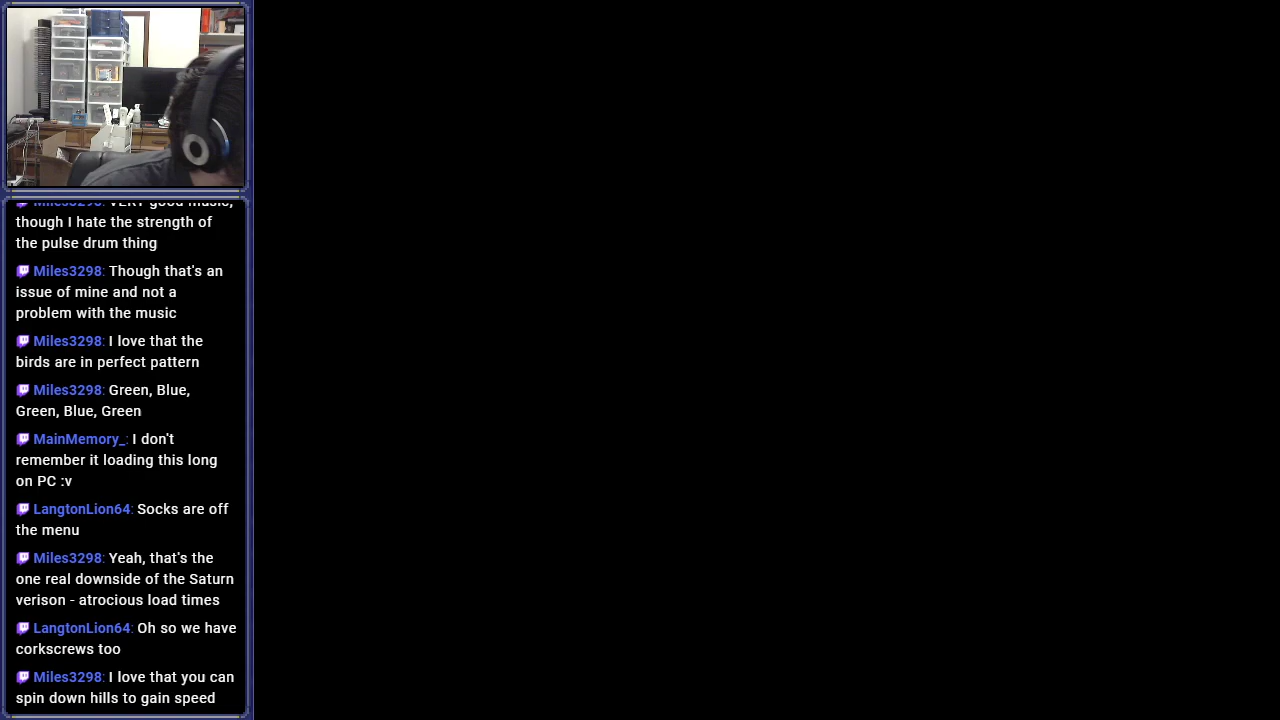 Miles3298: VERY good music,
though I hate the strength of
the pulse drum thing
Miles3298: Though that's an
issue of mine and not a
problem with the music
Miles3298: I love that the
birds are in perfect pattern
Miles3298: Green, Blue,
Green, Blue, Green
MainMemory_: I don't
remember it loading this long
on PC :v
LangtonLion64: Socks are off
the menu
Miles3298: Yeah, that's the
one real downside of the Saturn
verison - atrocious load times
LangtonLion64: Oh so we have
corkscrews too
Miles3298: I love that you can
spin down hills to gain speed